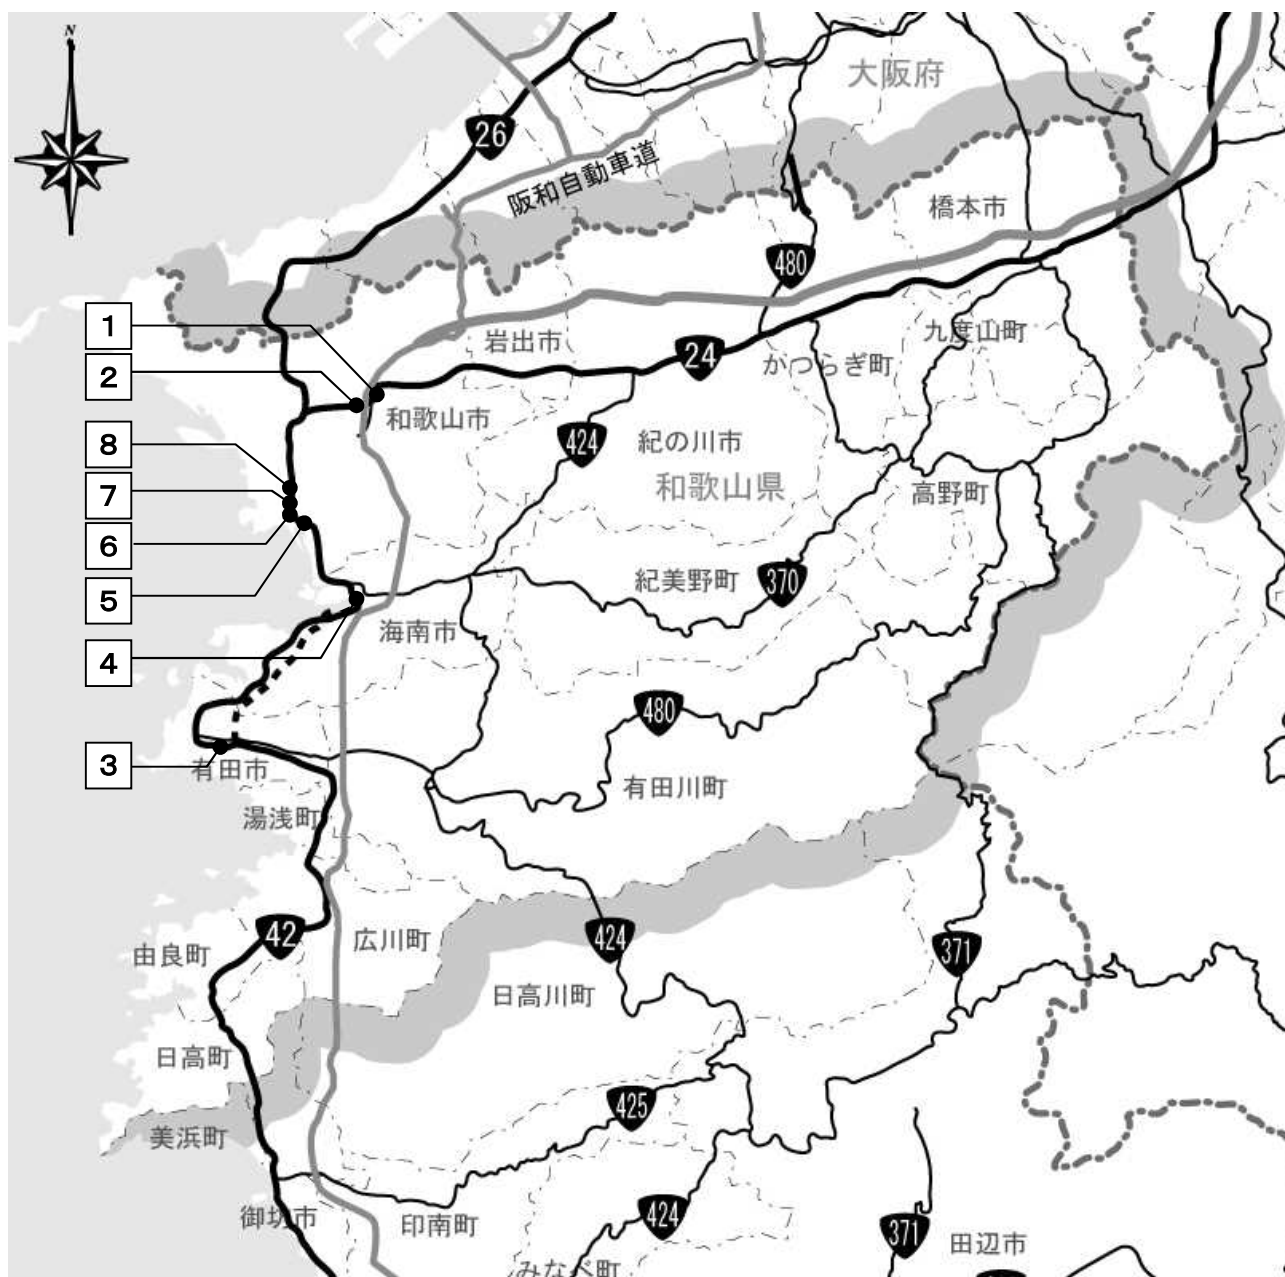 N
大阪府
26
阪和自動車道
橋本市
480
1
岩出市
九度山町
24
かつらぎ町
2
和歌山市
424
紀の川市
8
和歌山県
7
高野町
6
紀美野町
370
5
海南市
4
480
3
有田市
有田川町
湯浅町
42
広川町
424
371
由良町
日高川町
日高町
425
美浜町
御坊市
印南町
424
371
田辺市
みなべ町